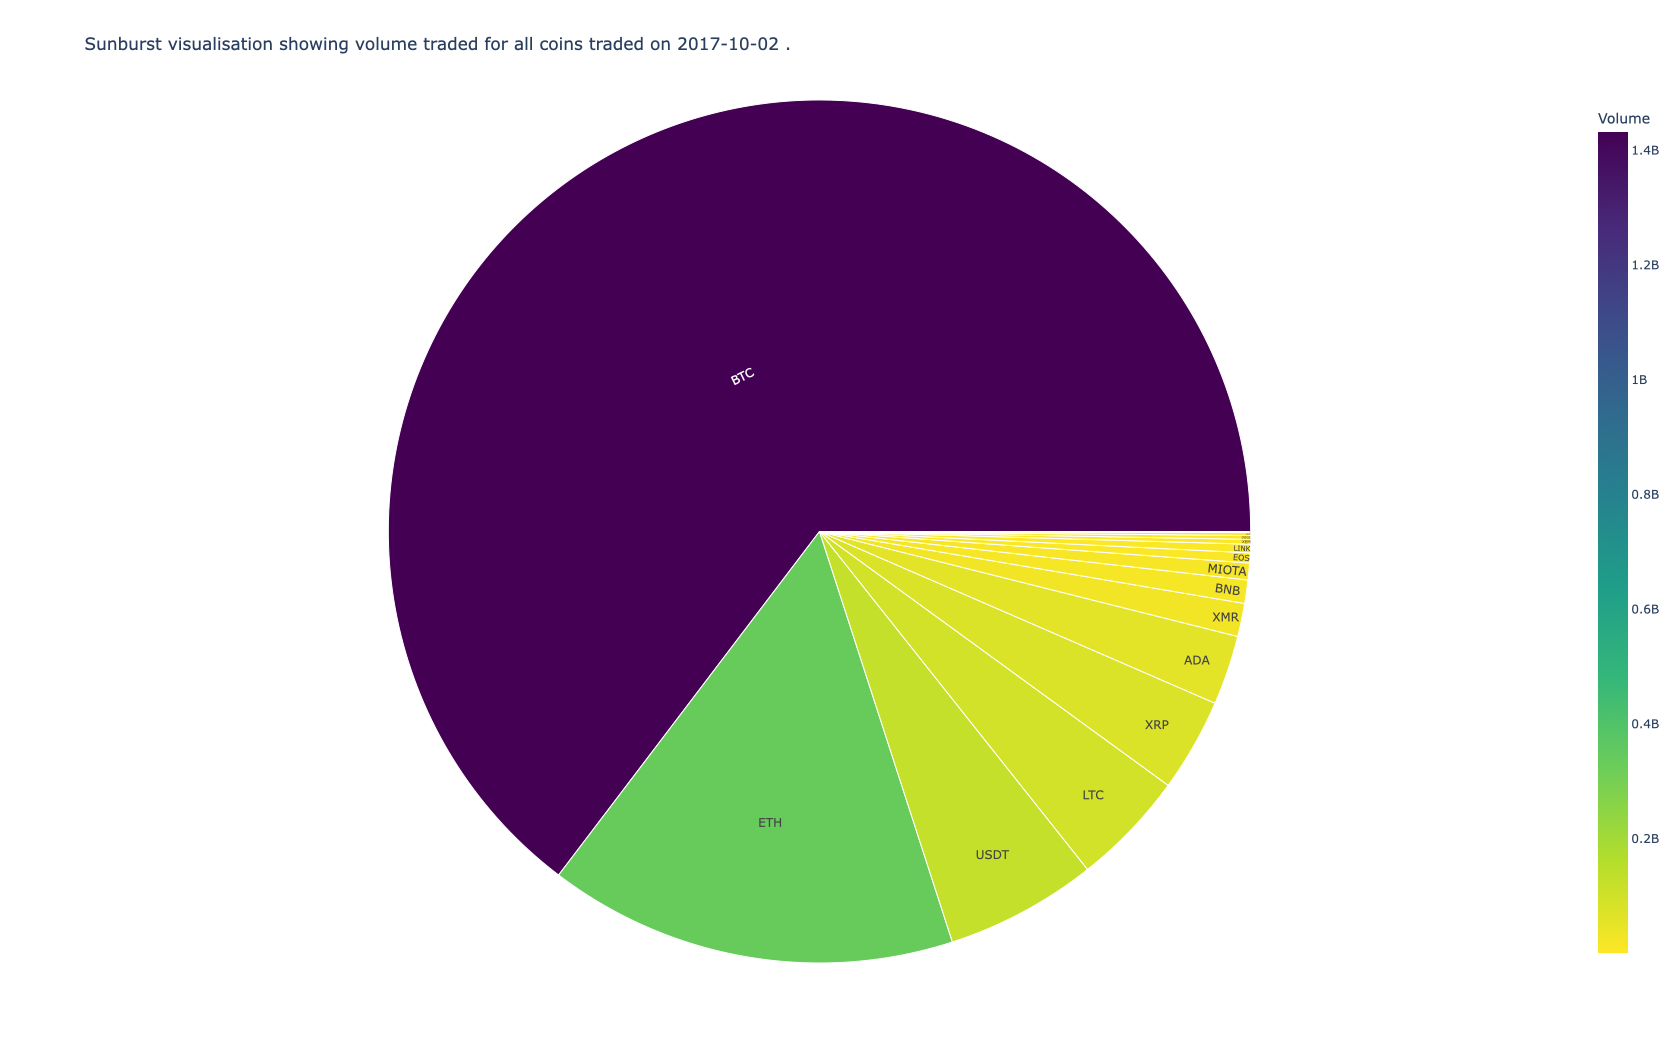 Sunburst visualisation showing volume traded for all coins traded on 2017-10-02 .
Volume
1.4B
1.2B
1B
0.8B
0.6B
0.4B
0.2B
BTC
LINK
EOS
MIOTA
BNB
XMR
ADA
XRP
LTC
USDT
ETH